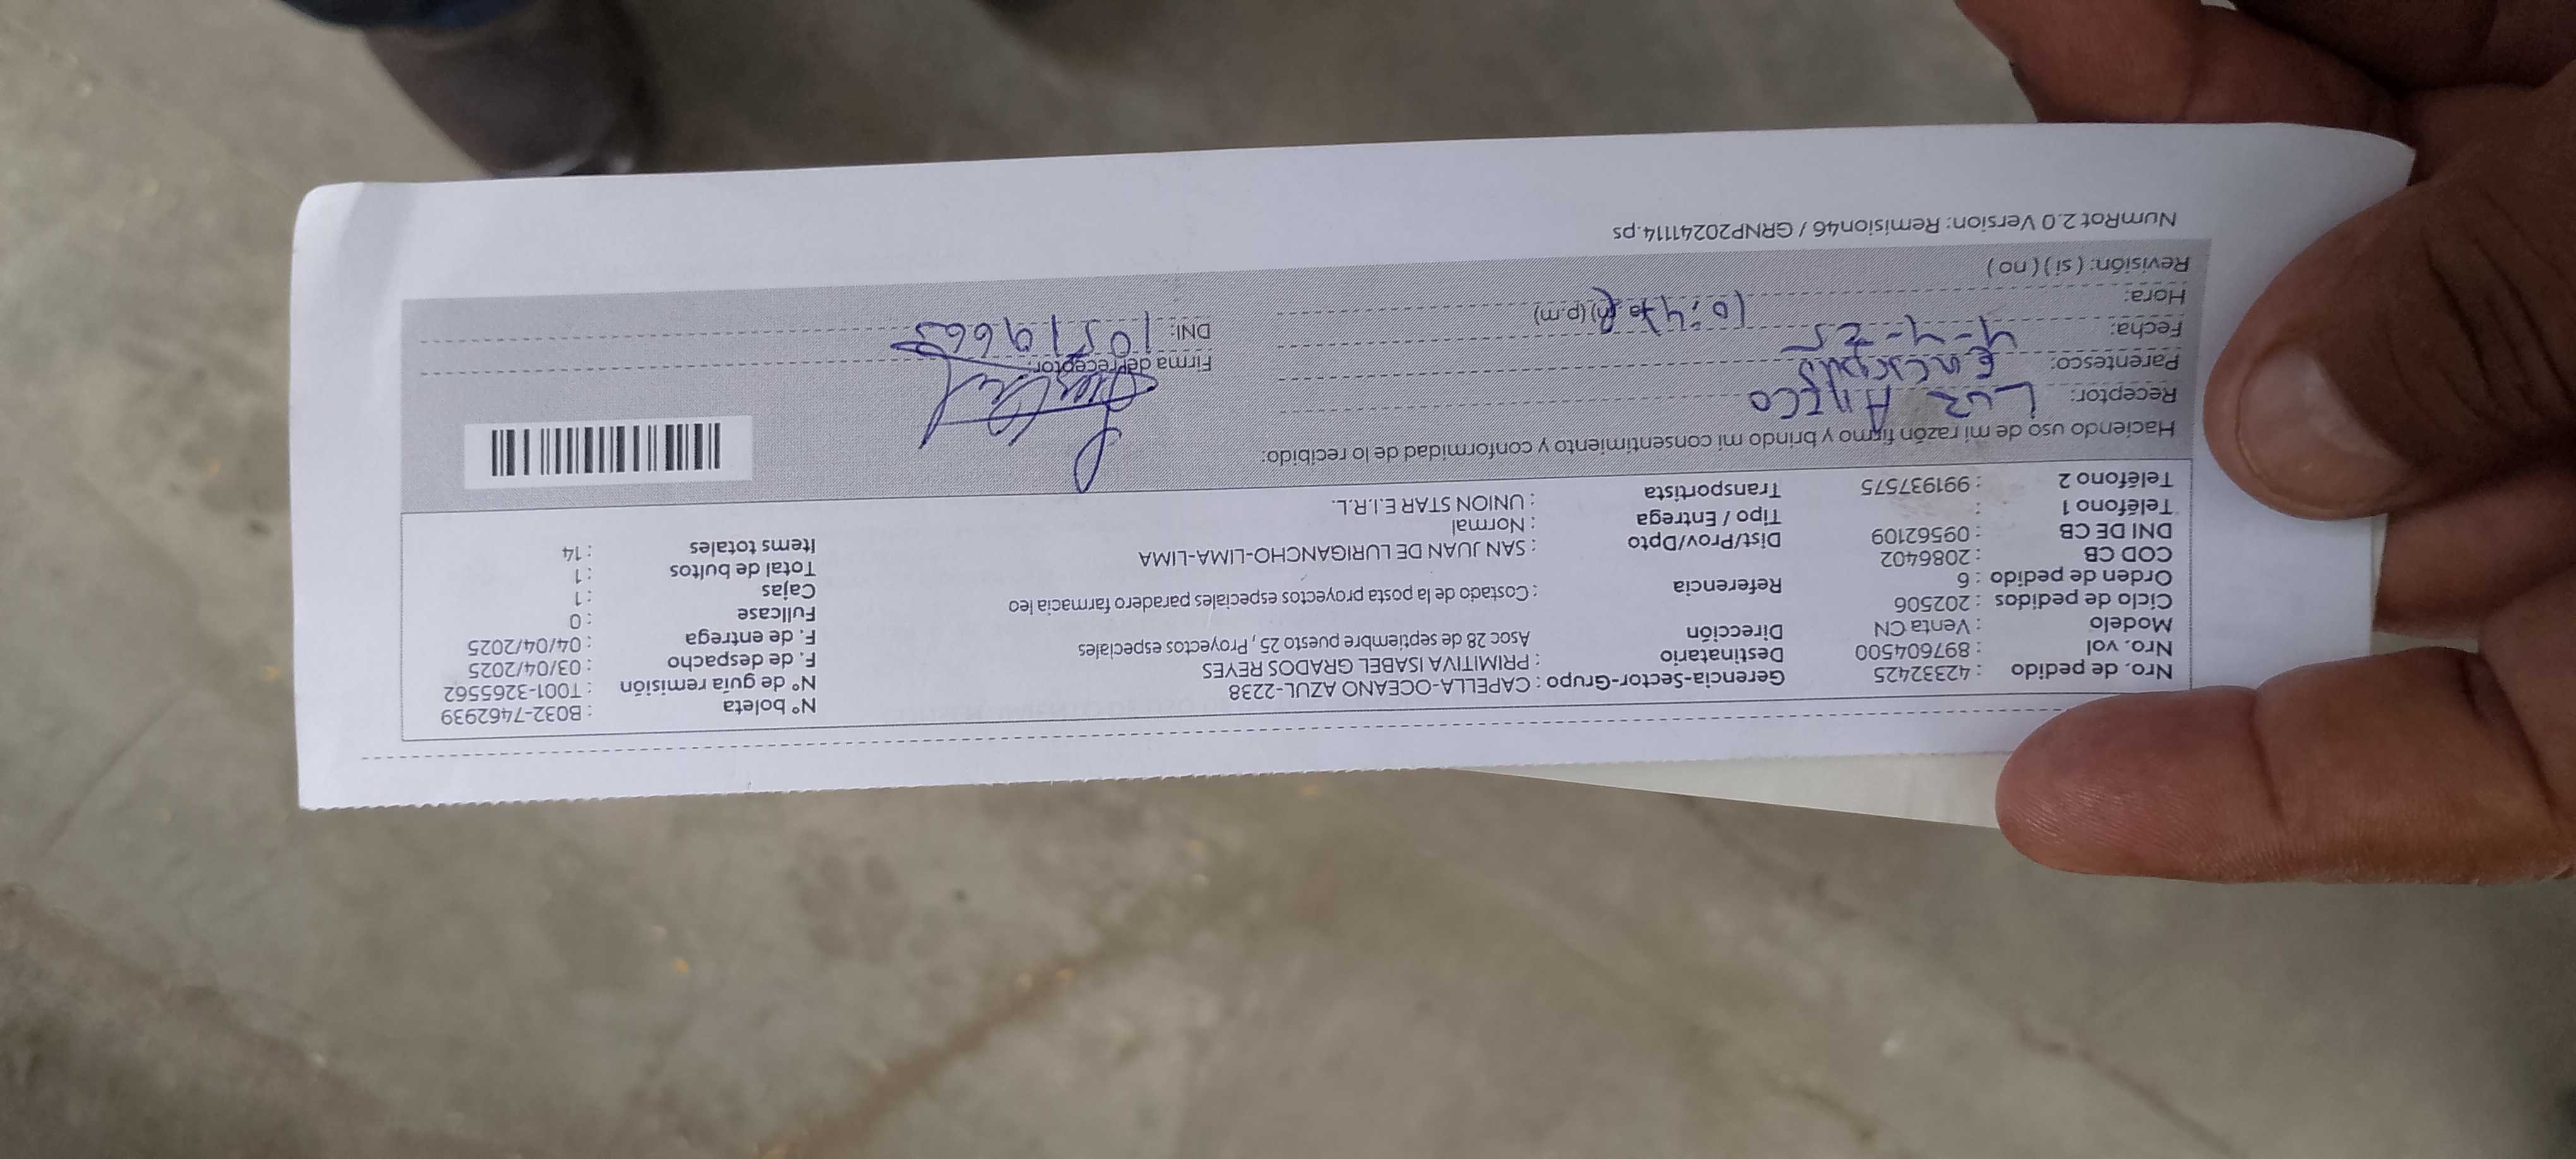 Nro. de pedido : 42332425 Gerencia-Sector-Grupo : CAPELLA-OCEANO AZUL-2238 N° boleta : B032-7462939
Nro. vol : 897604500 Destinatario : PRIMITIVA ISABEL GRADOS REYES N° de guía remisión : T001-3265562
Modelo : Venta CN Dirección Asoc 28 de septiembre puesto 25 , Proyectos especiales F. de despacho : 03/04/2025
Ciclo de pedidos : 202506 F. de entrega : 04/04/2025
Orden de pedido : 6 Referencia : Costado de la posta proyectos especiales paradero farmacia leo Fullcase : 0
COD CB : 2086402 Cajas : 1
DNI DE CB : 09562109 Dist/Prov/Dpto : SAN JUAN DE LURIGANCHO-LIMA-LIMA Total de bultos : 1
Teléfono 1 : Tipo / Entrega : Normal Items totales : 14
Teléfono 2 : 991937575 Transportista : UNION STAR E.I.R.L.
Haciendo uso de mi razón firmo y brindo mi consentimiento y conformidad de lo recibido:
Receptor: Luz
Parentesco: Firma del receptor:
Fecha: 4-4-25 DNI:
Hora: 10:47 (p.m)
Revisión: ( si ) ( no )
NumRot 2.0 Version: Remision46 / GRNP20241114.ps